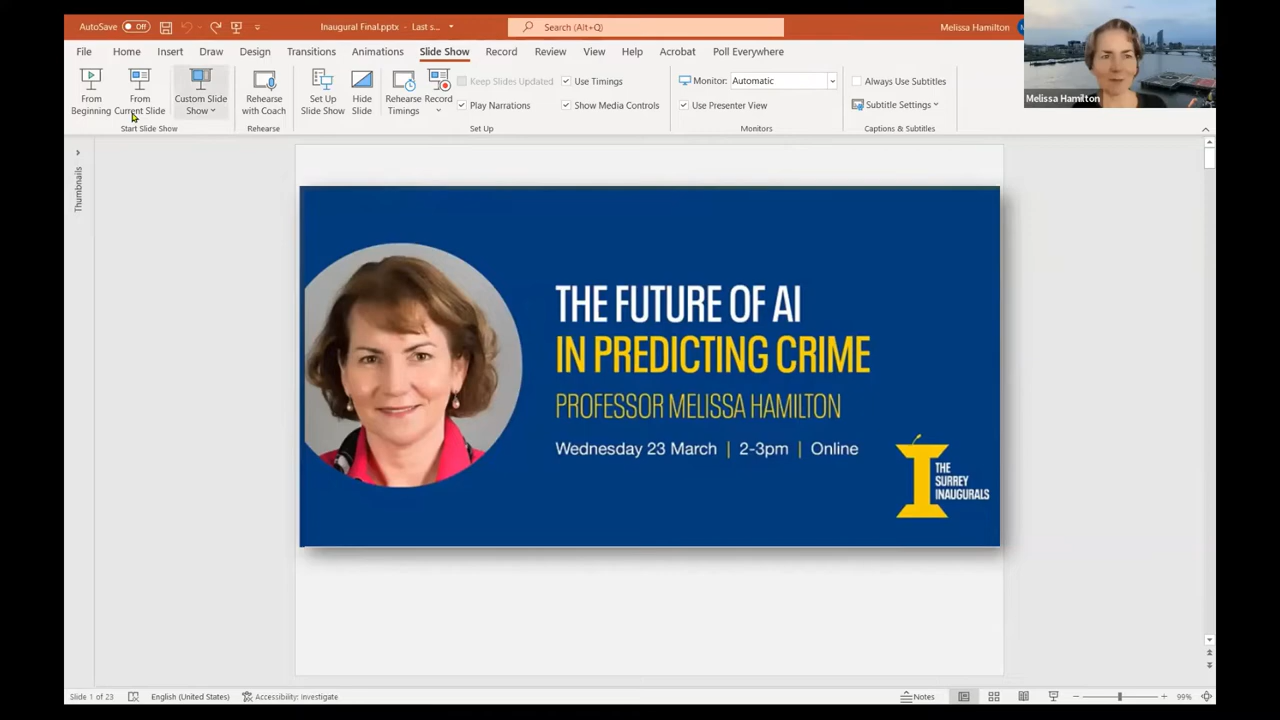 AutoSave
Off
Inaugural Final.pptx - Last s...
Search (Alt+Q)
Melissa Hamilton
File
Home
Insert
Draw
Design
Transitions
Animations
Slide Show
Record
Review
View
Help
Acrobat
Poll Everywhere
From
Beginning
From
Current Slide
Custom Slide
Show
Start Slide Show
Rehearse
with Coach
Rehearse
Set Up
Slide Show
Hide
Slide
Rehearse
Timings
Record
Keep Slides Updated
Play Narrations
Use Timings
Show Media Controls
Set Up
Monitor:
Automatic
Use Presenter View
Monitors
Always Use Subtitles
Subtitle Settings
Captions & Subtitles
Melissa Hamilton
Thumbnails
THE FUTURE OF AI
IN PREDICTING CRIME
PROFESSOR MELISSA HAMILTON
Wednesday 23 March | 2-3pm | Online
THE
SURREY
INAUGURALS
Slide 1 of 23
English (United States)
Accessibility: Investigate
Notes
99%